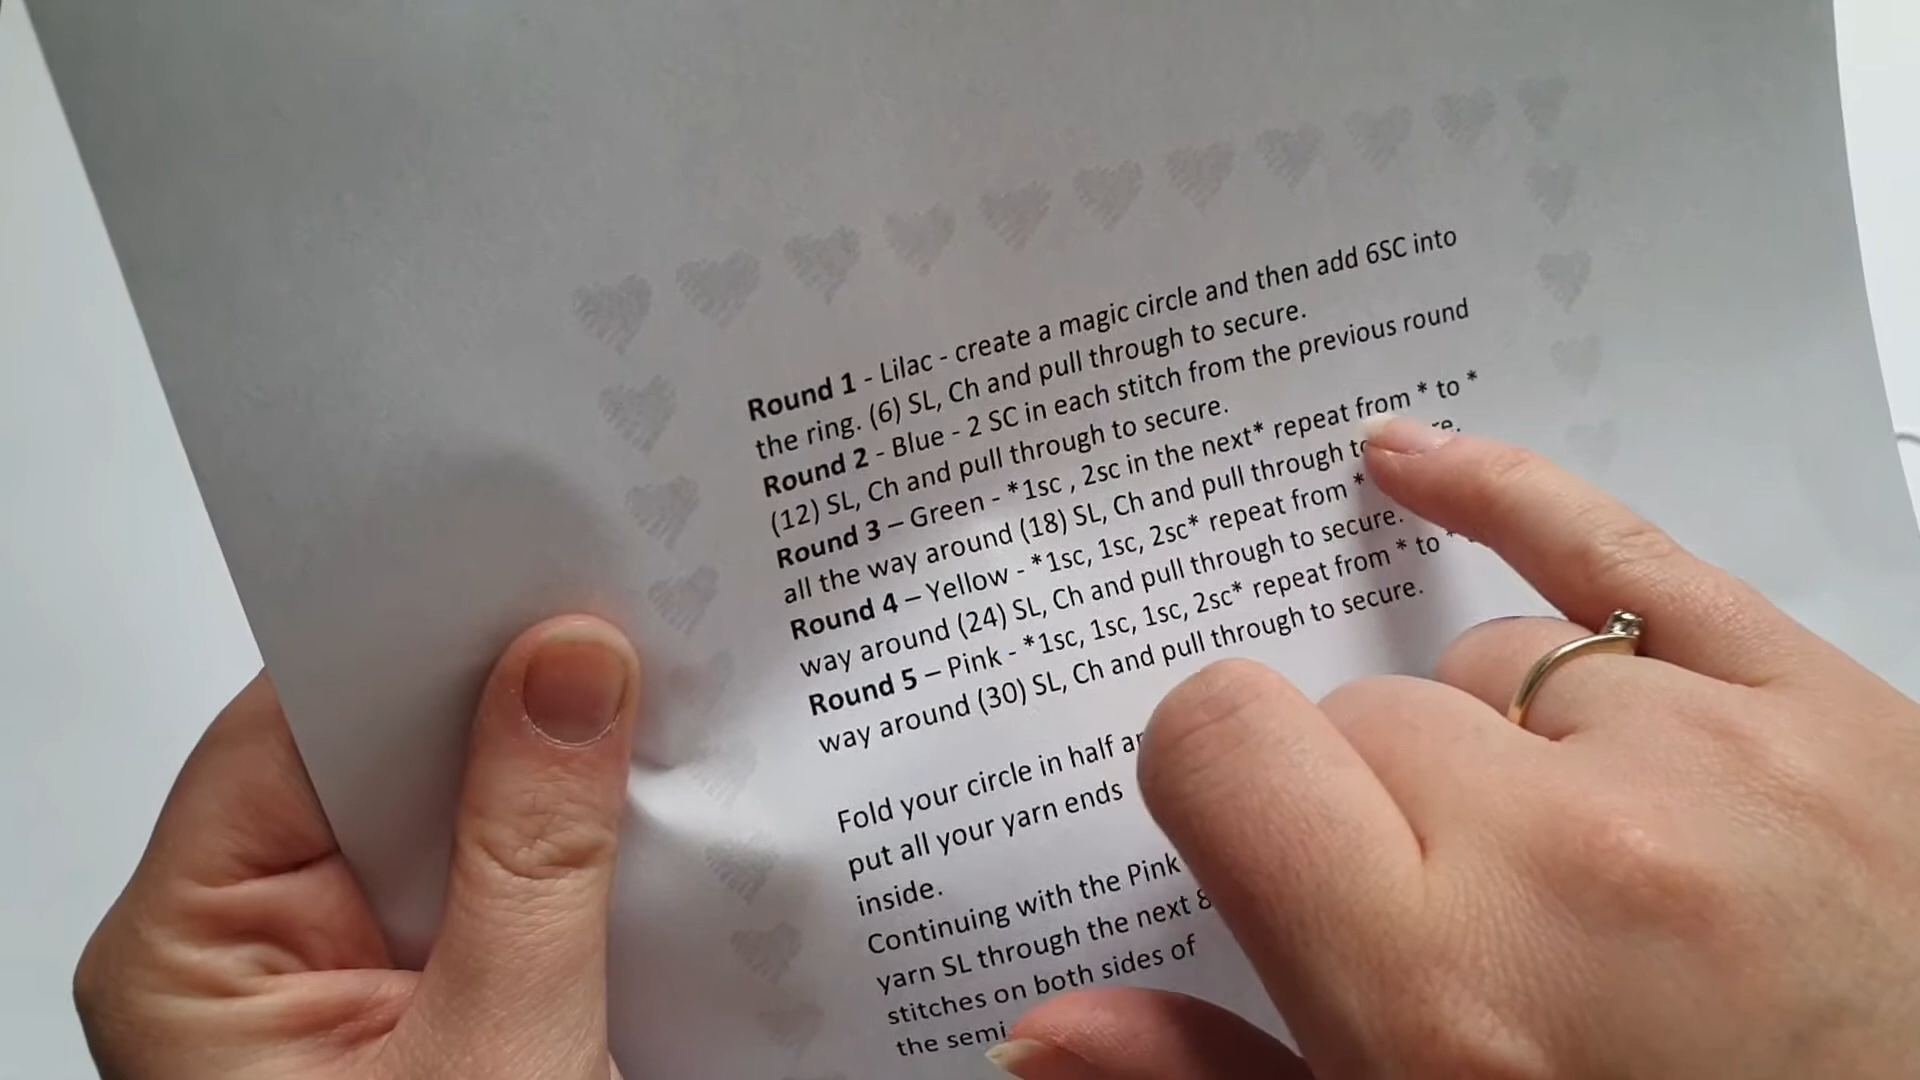 Round 1 - Lilac - create a magic circle and then add 6SC into
the ring. (6) SL, Ch and pull through to secure.
Round 2 - Blue - 2 SC in each stitch from the previous round
(12) SL, Ch and pull through to secure.
Round 3 – Green - *1sc , 2sc in the next* repeat from * to *
all the way around (18) SL, Ch and pull through
Round 4 – Yellow - *1sc, 1sc, 2sc* repeat from *
way around (24) SL, Ch and pull through to secure.
Round 5 – Pink - *1sc, 1sc, 1sc, 2sc* repeat from * to *
way around (30) SL, Ch and pull through to secure.
Fold your circle in half
put all your yarn ends
inside.
Continuing with the Pink
yarn SL through the next
stitches on both sides of
the